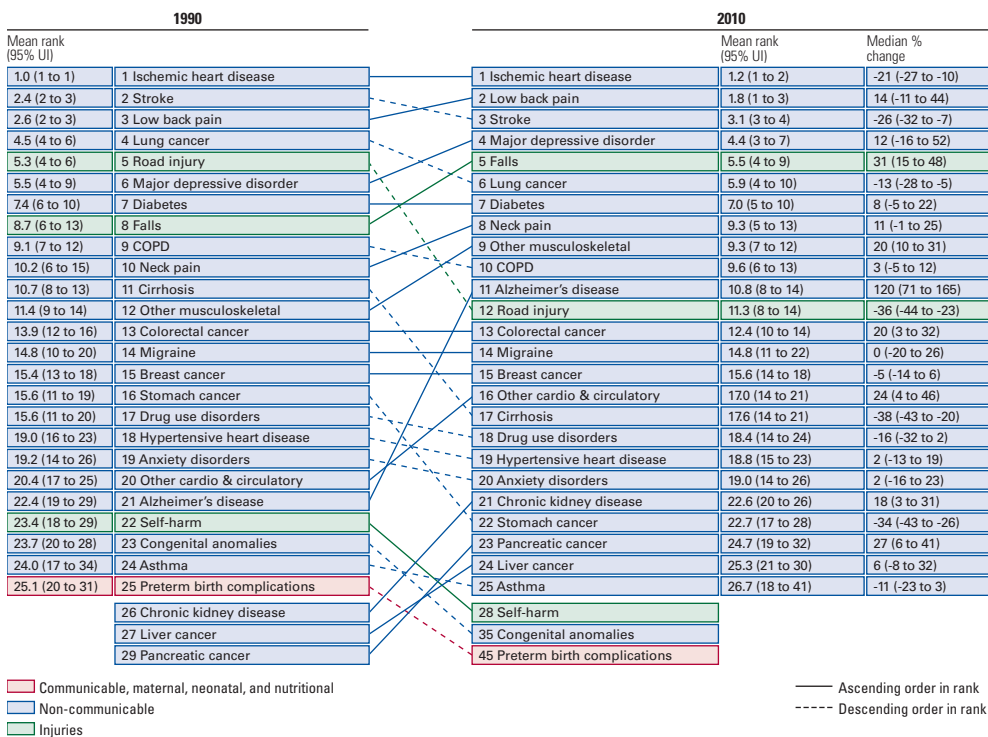 1990
2010
Mean rank
(95% UI)
Mean rank
(95% UI)
Median %
change
1.0 (1 to 1) 1 Ischemic heart disease 1 Ischemic heart disease 1.2 (1 to 2) -21 (-27 to -10)
2.4 (2 to 3) 2 Stroke 2 Low back pain 1.8 (1 to 3) 14 (-11 to 44)
2.6 (2 to 3) 3 Low back pain 3 Stroke 3.1 (3 to 4) -26 (-32 to -7)
4.5 (4 to 6) 4 Lung cancer 4 Major depressive disorder 4.4 (3 to 7) 12 (-16 to 52)
5.3 (4 to 6) 5 Road injury 5 Falls 5.5 (4 to 9) 31 (15 to 48)
5.5 (4 to 9) 6 Major depressive disorder 6 Lung cancer 5.9 (4 to 10) -13 (-28 to -5)
7.4 (6 to 10) 7 Diabetes 7 Diabetes 7.0 (5 to 10) 8 (-5 to 22)
8.7 (6 to 13) 8 Falls 8 Neck pain 9.3 (5 to 13) 11 (-1 to 25)
9.1 (7 to 12) 9 COPD 9 Other musculoskeletal 9.3 (7 to 12) 20 (10 to 31)
10.2 (6 to 15) 10 Neck pain 10 COPD 9.6 (6 to 13) 3 (-5 to 12)
10.7 (8 to 13) 11 Cirrhosis 11 Alzheimer's disease 10.8 (8 to 14) 120 (71 to 165)
11.4 (9 to 14) 12 Other musculoskeletal 12 Road injury 11.3 (8 to 14) -36 (-44 to -23)
13.9 (12 to 16) 13 Colorectal cancer 13 Colorectal cancer 12.4 (10 to 14) 20 (3 to 32)
14.8 (10 to 20) 14 Migraine 14 Migraine 14.8 (11 to 22) 0 (-20 to 26)
15.4 (13 to 18) 15 Breast cancer 15 Breast cancer 15.6 (14 to 18) -5 (-14 to 6)
15.6 (11 to 19) 16 Stomach cancer 16 Other cardio & circulatory 17.0 (14 to 21) 24 (4 to 46)
15.6 (11 to 20) 17 Drug use disorders 17 Cirrhosis 17.6 (14 to 21) -38 (-43 to -20)
19.0 (16 to 23) 18 Hypertensive heart disease 18 Drug use disorders 18.4 (14 to 24) -16 (-32 to 2)
19.2 (14 to 26) 19 Anxiety disorders 19 Hypertensive heart disease 18.8 (15 to 23) 2 (-13 to 19)
20.4 (17 to 25) 20 Other cardio & circulatory 20 Anxiety disorders 19.0 (14 to 26) 2 (-16 to 23)
22.4 (19 to 29) 21 Alzheimer's disease 21 Chronic kidney disease 22.6 (20 to 26) 18 (3 to 31)
23.4 (18 to 29) 22 Self-harm 22 Stomach cancer 22.7 (17 to 28) -34 (-43 to -26)
23.7 (20 to 28) 23 Congenital anomalies 23 Pancreatic cancer 24.7 (19 to 32) 27 (6 to 41)
24.0 (17 to 34) 24 Asthma 24 Liver cancer 25.3 (21 to 30) 6 (-8 to 32)
25.1 (20 to 31) 25 Preterm birth complications 25 Asthma 26.7 (18 to 41) -11 (-23 to 3)
26 Chronic kidney disease 28 Self-harm
27 Liver cancer 35 Congenital anomalies
29 Pancreatic cancer 45 Preterm birth complications
Communicable, maternal, neonatal, and nutritional
Non-communicable
Injuries
Ascending order in rank
Descending order in rank